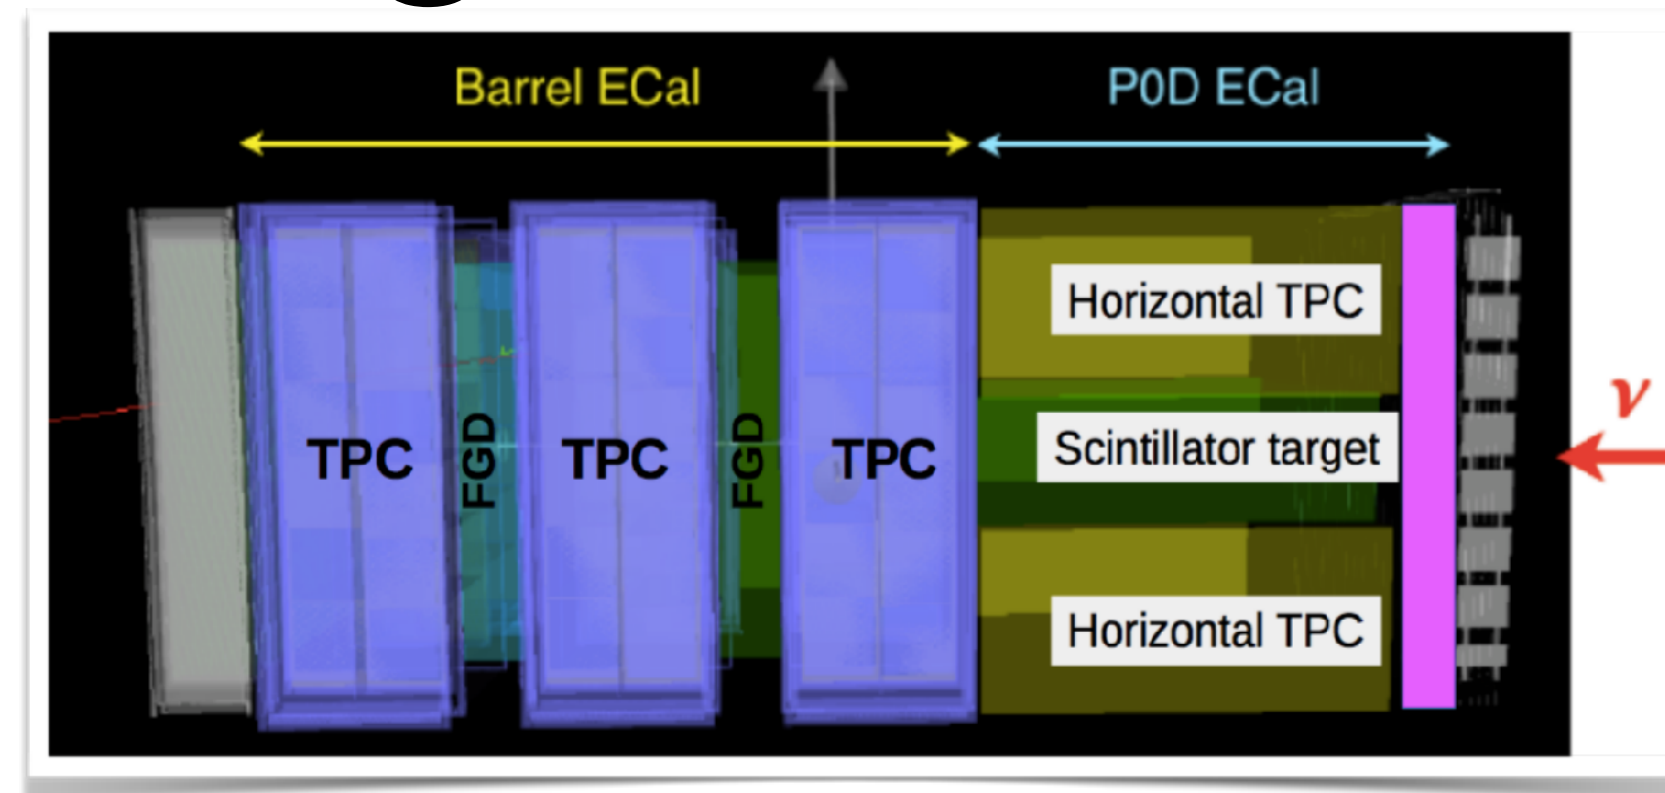 Barrel ECal
P0D ECal
Horizontal TPC
TPC
FGD
TPC
FGD
TPC
Scintillator target
ν
Horizontal TPC